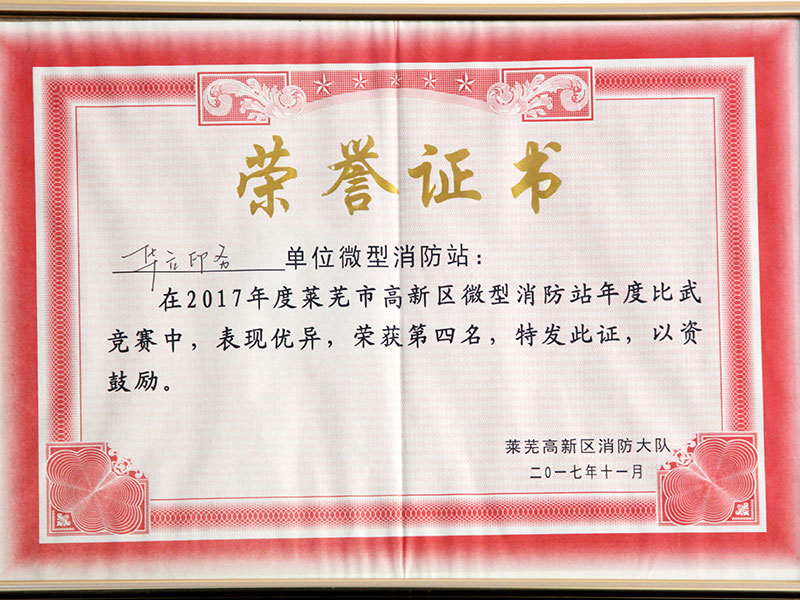 荣誉证书
华言印务 单位微型消防站：
在2017年度莱芜市高新区微型消防站年度比武
竞赛中，表现优异，荣获第四名，特发此证，以资
鼓励。
莱芜高新区消防大队
二〇一七年十一月